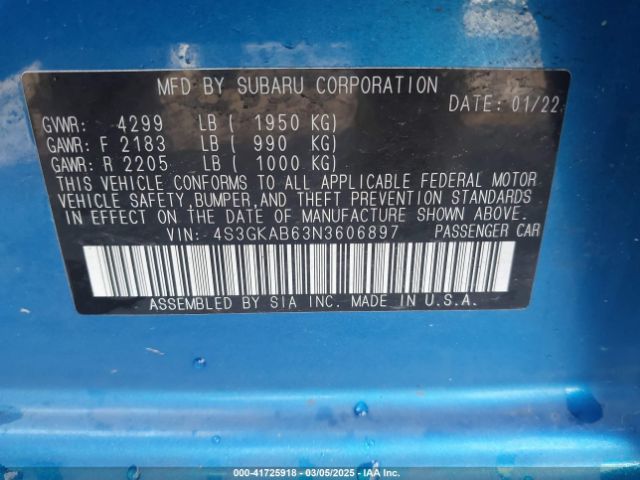 MFD BY SUBARU CORPORATION
DATE: 01/22
GVWR: 4299 LB ( 1950 KG)
GAWR: F 2183 LB ( 990 KG)
GAWR: R 2205 LB ( 1000 KG)
THIS VEHICLE CONFORMS TO ALL APPLICABLE FEDERAL MOTOR
VEHICLE SAFETY,BUMPER,AND THEFT PREVENTION STANDARDS
IN EFFECT ON THE DATE OF MANUFACTURE SHOWN ABOVE.
VIN: 4S3GKAB63N3606897 PASSENGER CAR
ASSEMBLED BY SIA INC. MADE IN U.S.A.
000-41725918 - 03/05/2025 - IAAI.COM